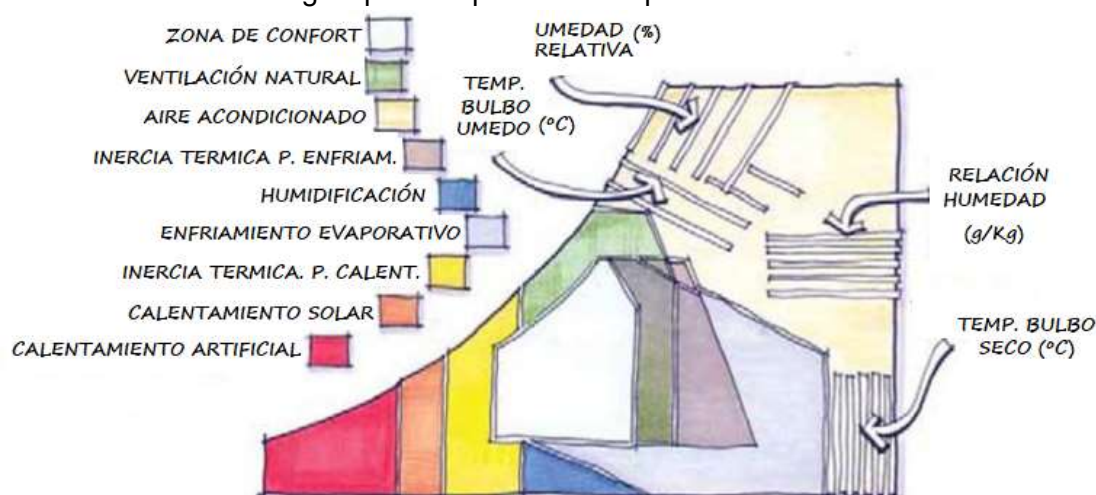 ZONA DE CONFORT
VENTILACIÓN NATURAL
AIRE ACONDICIONADO
INERCIA TERMICA P. ENFRIAM.
HUMIDIFICACIÓN
ENFRIAMIENTO EVAPORATIVO
INERCIA TERMICA. P. CALENT.
CALENTAMIENTO SOLAR
CALENTAMIENTO ARTIFICIAL
UMEDAD (%)
RELATIVA
TEMP.
BULBO
UMEDO (°C)
RELACIÓN
HUMEDAD
(g/Kg)
TEMP. BULBO
SECO (°C)